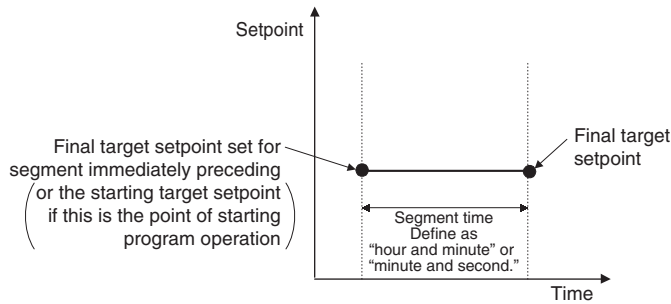 Setpoint
Final target setpoint set for
segment immediately preceding
(or the starting target setpoint
if this is the point of starting
program operation)
Final target
setpoint
Segment time
Define as
“hour and minute” or
“minute and second.”
Time